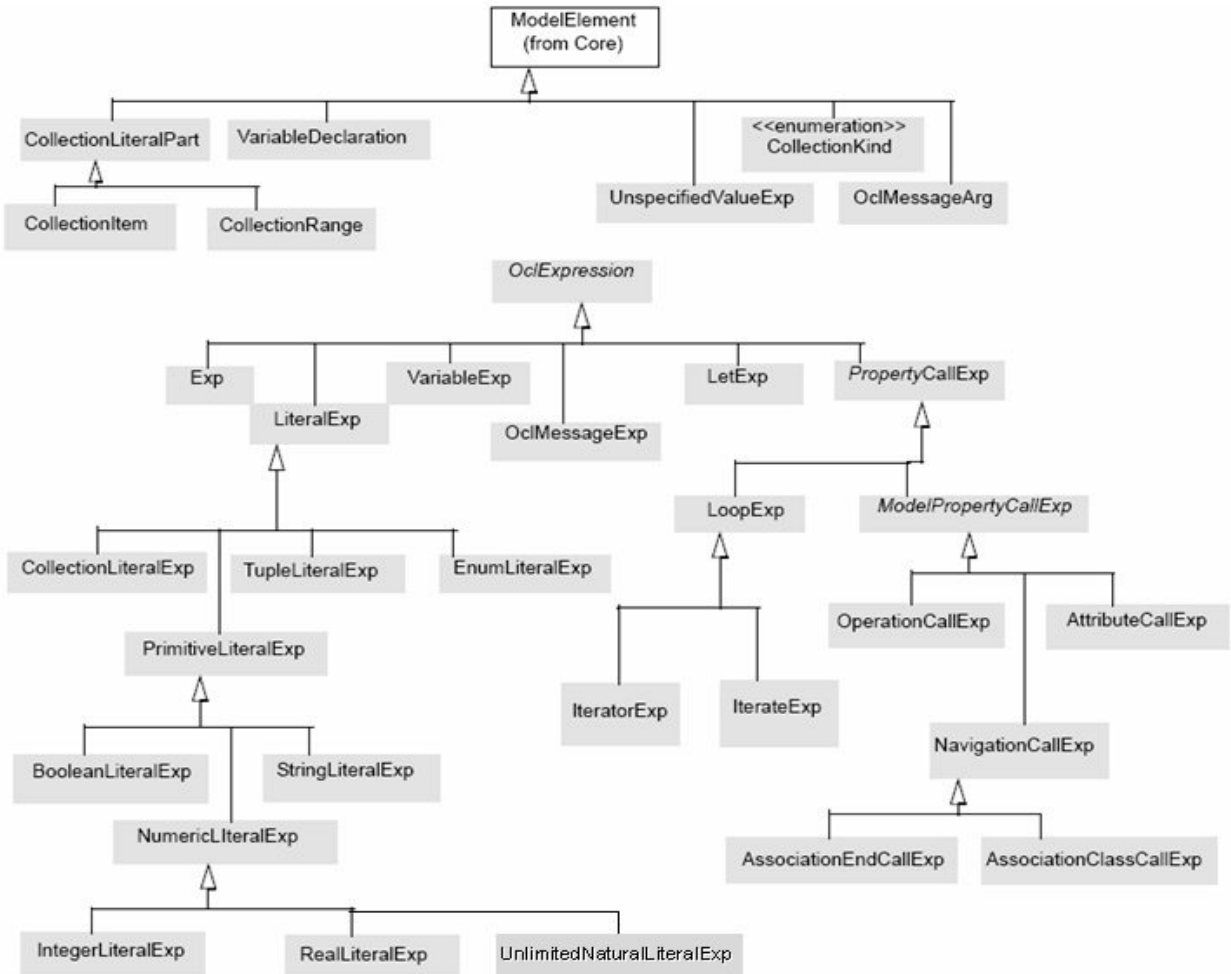 ModelElement
(from Core)
CollectionLiteralPart
VariableDeclaration
<<enumeration>>
CollectionKind
UnspecifiedValueExp
OclMessageArg
CollectionItem
CollectionRange
OclExpression
Exp
VariableExp
LetExp
PropertyCallExp
LiteralExp
OclMessageExp
LoopExp
ModelPropertyCallExp
CollectionLiteralExp
TupleLiteralExp
EnumLiteralExp
OperationCallExp
AttributeCallExp
PrimitiveLiteralExp
IteratorExp
IterateExp
NavigationCallExp
BooleanLiteralExp
StringLiteralExp
NumericLIteralExp
AssociationEndCallExp
AssociationClassCallExp
IntegerLiteralExp
RealLiteralExp
UnlimitedNaturalLiteralExp